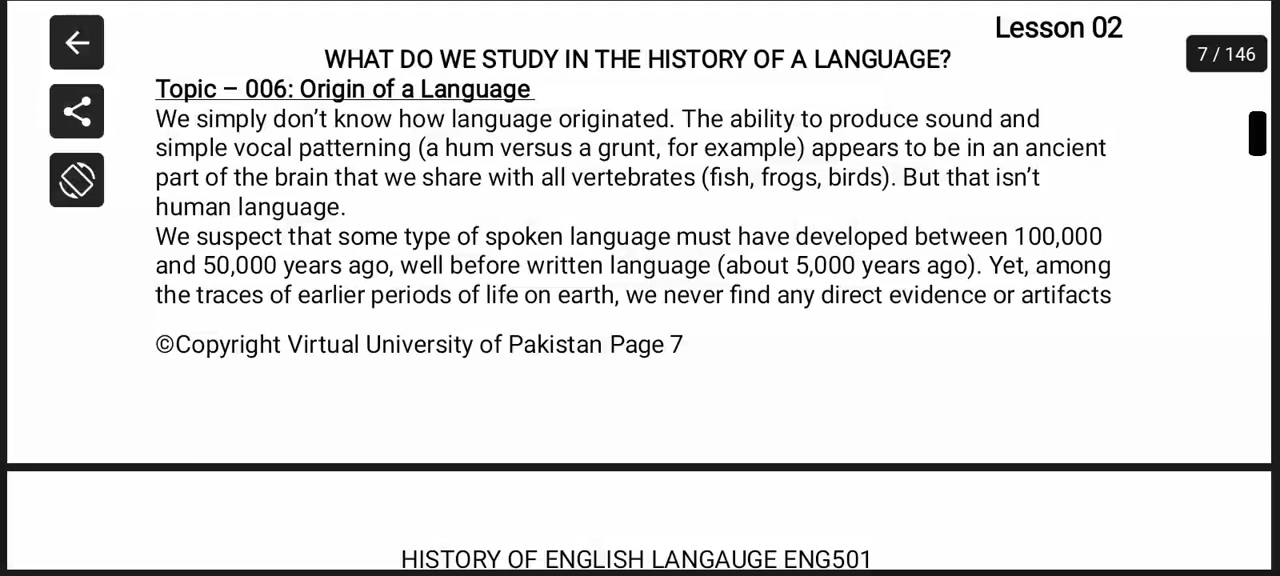 Lesson 02
7 / 146
WHAT DO WE STUDY IN THE HISTORY OF A LANGUAGE?
Topic – 006: Origin of a Language
We simply don’t know how language originated. The ability to produce sound and
simple vocal patterning (a hum versus a grunt, for example) appears to be in an ancient
part of the brain that we share with all vertebrates (fish, frogs, birds). But that isn’t
human language.
We suspect that some type of spoken language must have developed between 100,000
and 50,000 years ago, well before written language (about 5,000 years ago). Yet, among
the traces of earlier periods of life on earth, we never find any direct evidence or artifacts
©Copyright Virtual University of Pakistan Page 7
HISTORY OF ENGLISH LANGAUGE ENG501